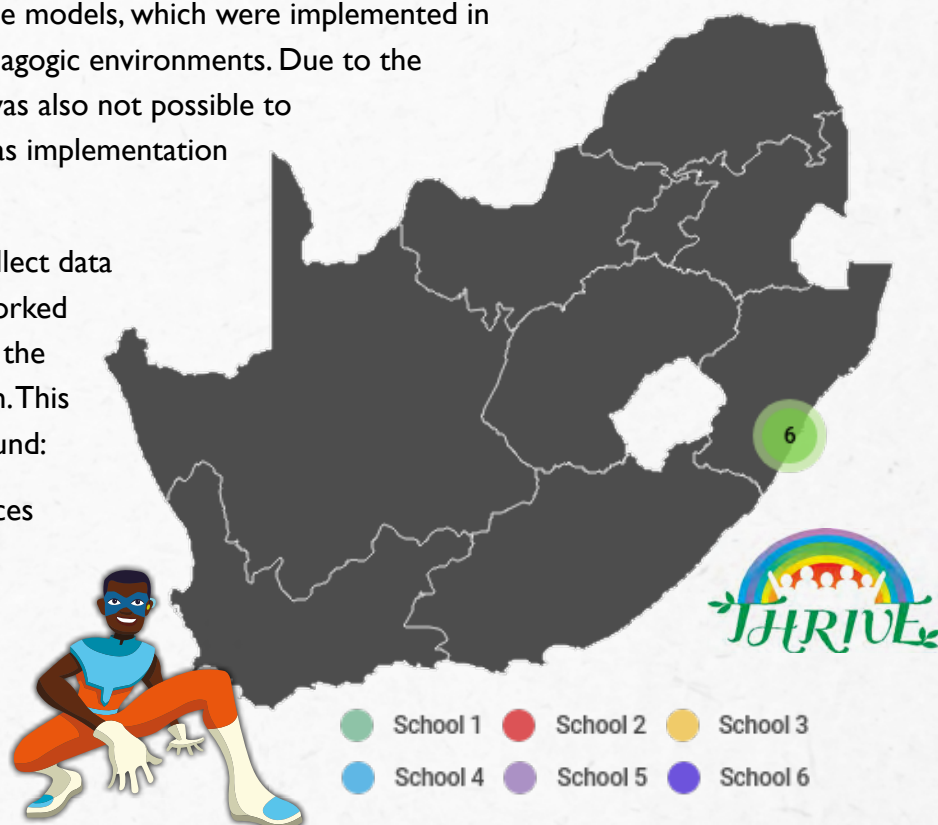 e models, which were implemented in
agogic environments. Due to the
was also not possible to
as implementation
llect data
orked
the
n. This
und:
ces
6
THRIVE
School 1 School 2 School 3
School 4 School 5 School 6